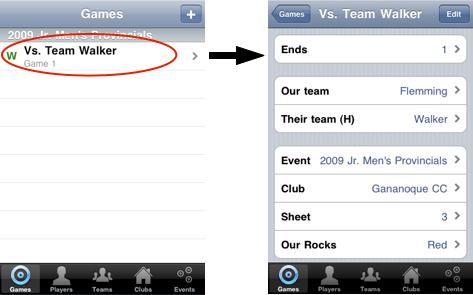 Games
+
2009 Jr. Men's Provincials
W
Vs. Team Walker
Game 1
Games
Players
Teams
Clubs
Events
Games
Vs. Team Walker
Edit
Ends 1
Our team Flemming
Their team (H) Walker
Event 2009 Jr. Men's Provincials
Club Gananoque CC
Sheet 3
Our Rocks Red
Games
Players
Teams
Clubs
Events